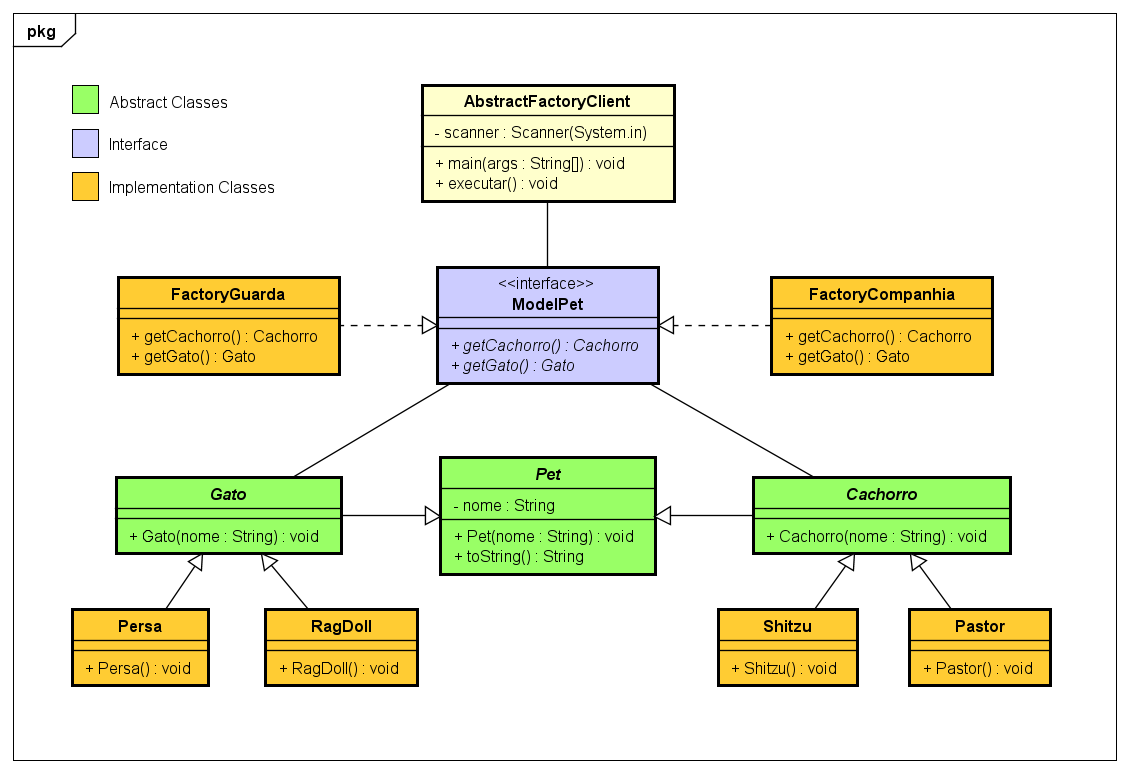 pkg
Abstract Classes
Interface
Implementation Classes
AbstractFactoryClient
- scanner : Scanner(System.in)
+ main(args : String[]) : void
+ executar() : void
FactoryGuarda
+ getCachorro() : Cachorro
+ getGato() : Gato
<<interface>>
ModelPet
+ getCachorro() : Cachorro
+ getGato() : Gato
FactoryCompanhia
+ getCachorro() : Cachorro
+ getGato() : Gato
Gato
+ Gato(nome : String) : void
Pet
- nome : String
+ Pet(nome : String) : void
+ toString() : String
Cachorro
+ Cachorro(nome : String) : void
Persa
+ Persa() : void
RagDoll
+ RagDoll() : void
Shitzu
+ Shitzu() : void
Pastor
+ Pastor() : void